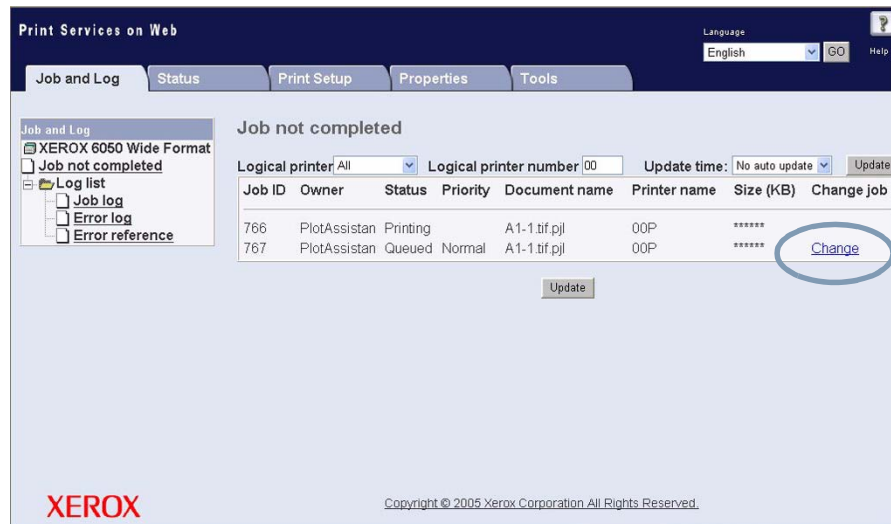 Print Services on Web
Language
English GO Help
Job and Log Status Print Setup Properties Tools
Job and Log
XEROX 6050 Wide Format
Job not completed
Log list
Job log
Error log
Error reference
Job not completed
Logical printer All Logical printer number 00 Update time: No auto update Update
Job ID Owner Status Priority Document name Printer name Size (KB) Change job
766 PlotAssistan Printing A1-1.tif.pjl 00P ******
767 PlotAssistan Queued Normal A1-1.tif.pjl 00P ****** Change
Update
XEROX
Copyright © 2005 Xerox Corporation All Rights Reserved.